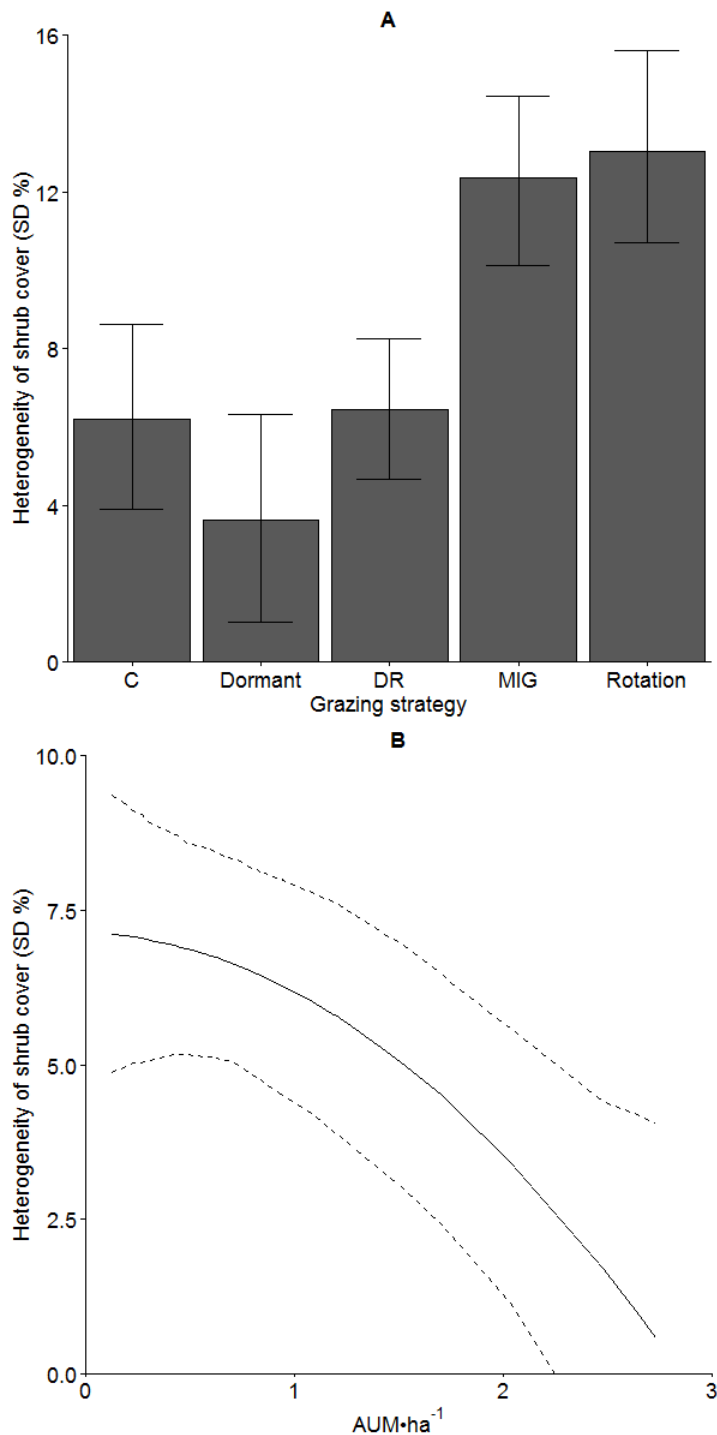 A
Heterogeneity of shrub cover (SD %)
16
12
8
4
0
C Dormant DR MIG Rotation
Grazing strategy
B
Heterogeneity of shrub cover (SD %)
10.0
7.5
5.0
2.5
0.0
0 1 2 3
AUM•ha⁻¹